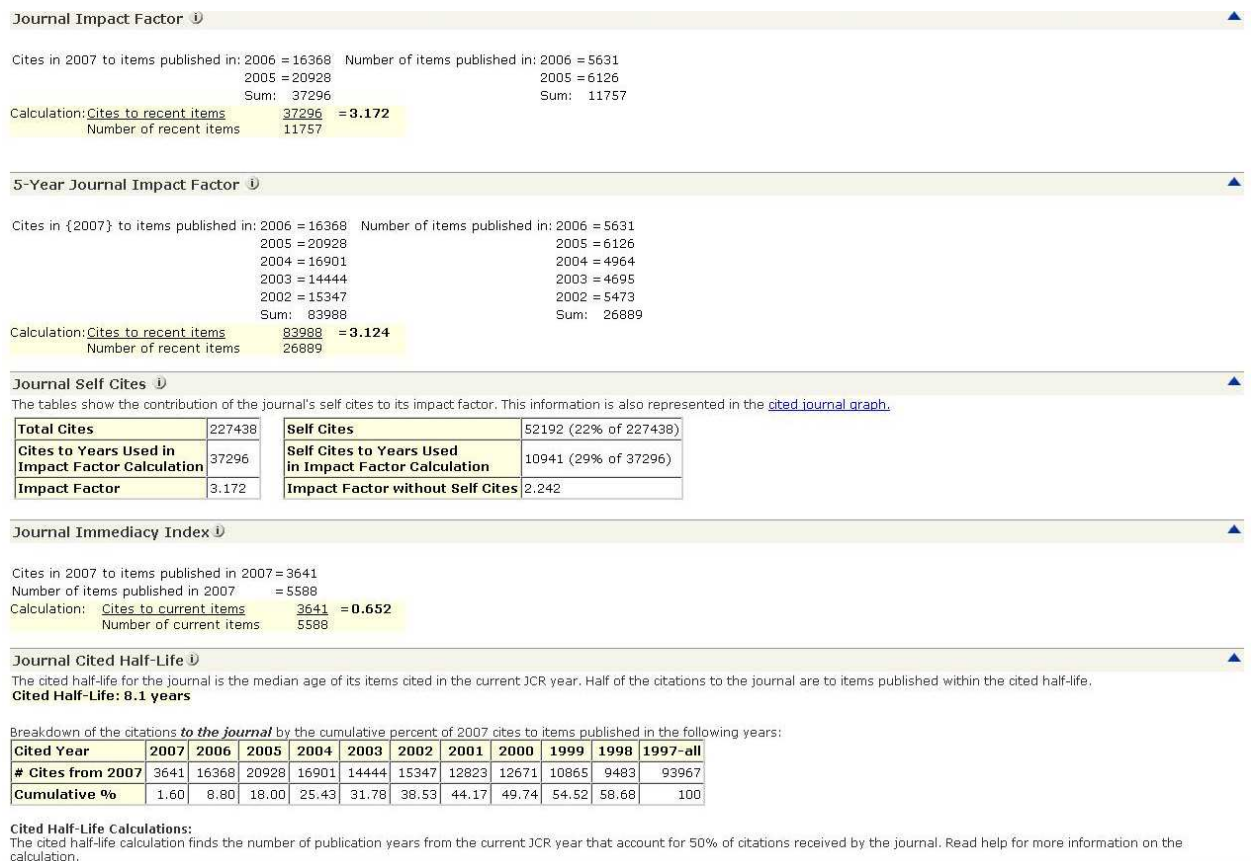 Journal Impact Factor
Cites in 2007 to items published in: 2006 = 16368 Number of items published in: 2006 = 5631
2005 = 20928 2005 = 6126
Sum: 37296 Sum: 11757
Calculation: Cites to recent items 37296 = 3.172
Number of recent items 11757
5-Year Journal Impact Factor
Cites in {2007} to items published in: 2006 = 16368 Number of items published in: 2006 = 5631
2005 = 20928 2005 = 6126
2004 = 16901 2004 = 4964
2003 = 14444 2003 = 4695
2002 = 15347 2002 = 5473
Sum: 83988 Sum: 26889
Calculation: Cites to recent items 83988 = 3.124
Number of recent items 26889
Journal Self Cites
The tables show the contribution of the journal's self cites to its impact factor. This information is also represented in the cited journal graph.
Total Cites 227438 Self Cites 52192 (22% of 227438)
Cites to Years Used in Impact Factor Calculation 37296 Self Cites to Years Used in Impact Factor Calculation 10941 (29% of 37296)
Impact Factor 3.172 Impact Factor without Self Cites 2.242
Journal Immediacy Index
Cites in 2007 to items published in 2007 = 3641
Number of items published in 2007 = 5588
Calculation: Cites to current items 3641 = 0.652
Number of current items 5588
Journal Cited Half-Life
The cited half-life for the journal is the median age of its items cited in the current JCR year. Half of the citations to the journal are to items published within the cited half-life.
Cited Half-Life: 8.1 years
Breakdown of the citations to the journal by the cumulative percent of 2007 cites to items published in the following years:
Cited Year 2007 2006 2005 2004 2003 2002 2001 2000 1999 1998 1997-all
# Cites from 2007 3641 16368 20928 16901 14444 15347 12823 12671 10865 9483 93967
Cumulative % 1.60 8.80 18.00 25.43 31.78 38.53 44.17 49.74 54.52 58.68 100
Cited Half-Life Calculations:
The cited half-life calculation finds the number of publication years from the current JCR year that account for 50% of citations received by the journal. Read help for more information on the
calculation.